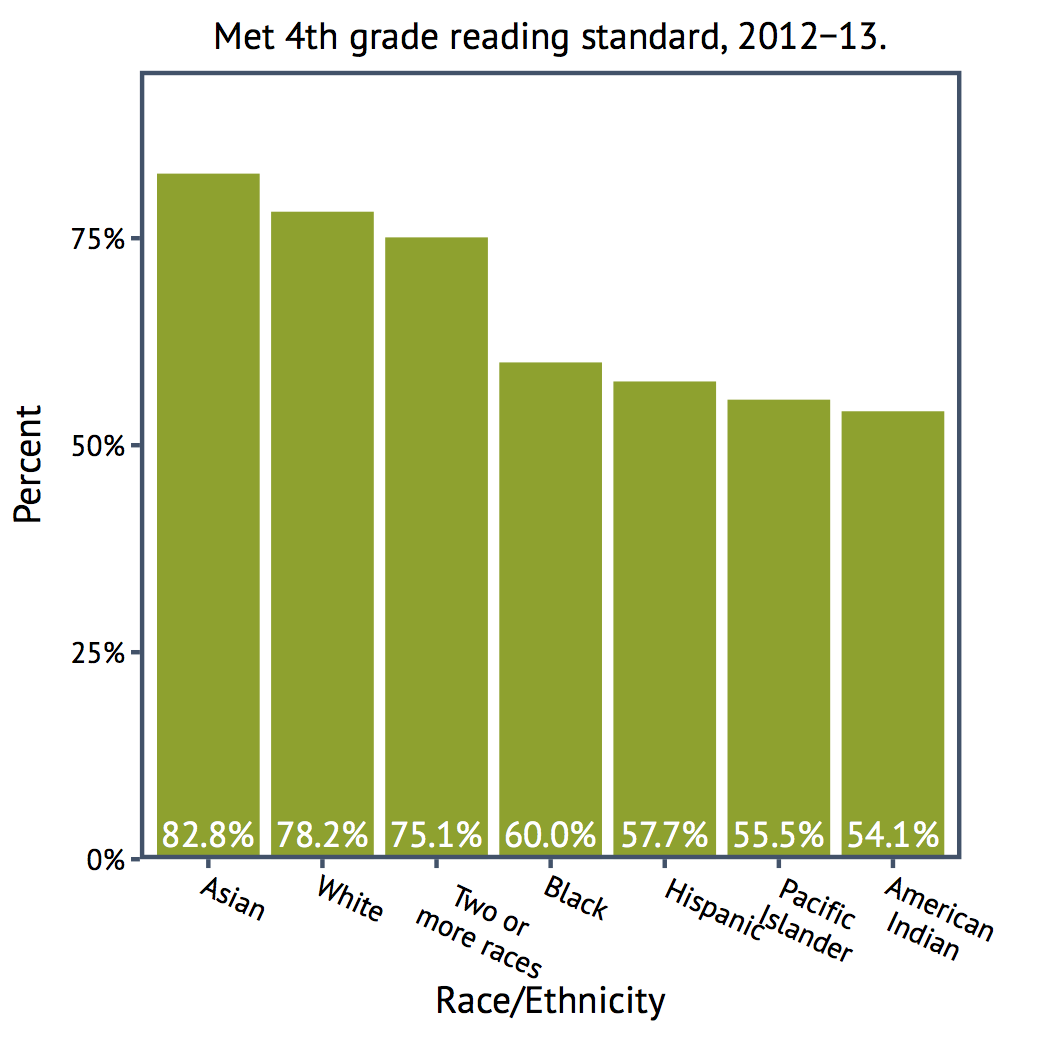 Met 4th grade reading standard, 2012–13.
Percent
75%
50%
25%
0%
82.8% 78.2% 75.1% 60.0% 57.7% 55.5% 54.1%
Asian
White
Two or
more races
Black
Hispanic
Pacific
Islander
American
Indian
Race/Ethnicity